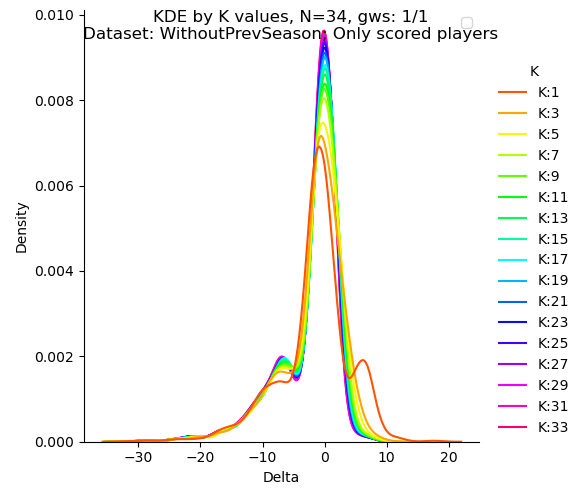 KDE by K values, N=34, gws: 1/1
Dataset: WithoutPrevSeason, Only scored players
Density
0.010
0.008
0.006
0.004
0.002
0.000
−30
−20
−10
0
10
20
Delta
K
K:1
K:3
K:5
K:7
K:9
K:11
K:13
K:15
K:17
K:19
K:21
K:23
K:25
K:27
K:29
K:31
K:33